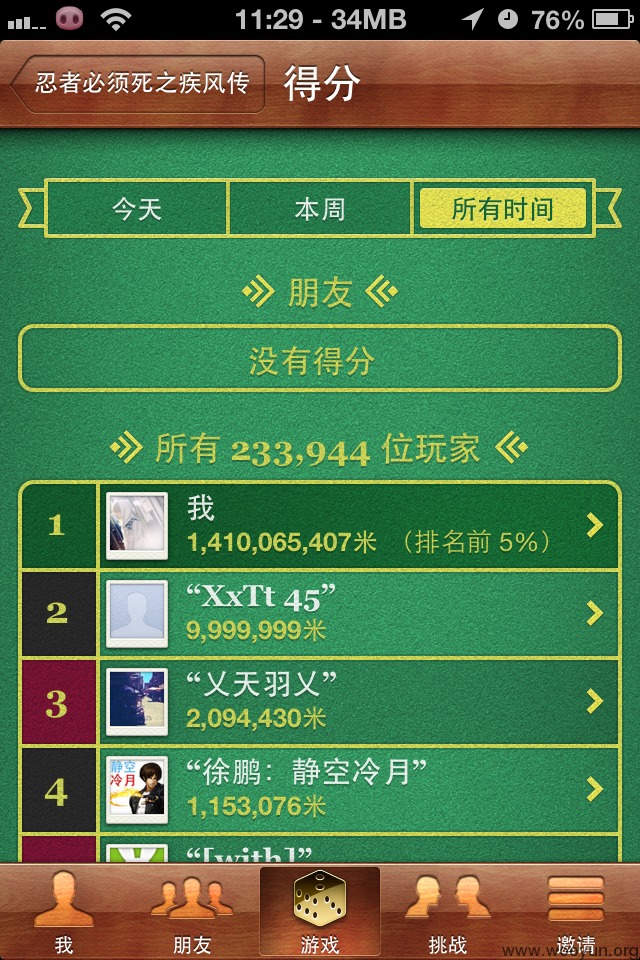 11:29 - 34MB
76%
忍者必须死之疾风传
得分
今天
本周
所有时间
朋友
没有得分
所有 233,944 位玩家
1
我
1,410,065,407米 （排名前 5%）
2
“XxTt 45”
9,999,999米
3
“乂天羽乂”
2,094,430米
静空
冷月
4
“徐鹏：静空冷月”
1,153,076米
“[with]”
我
朋友
游戏
挑战
邀请
www.wooyun.org